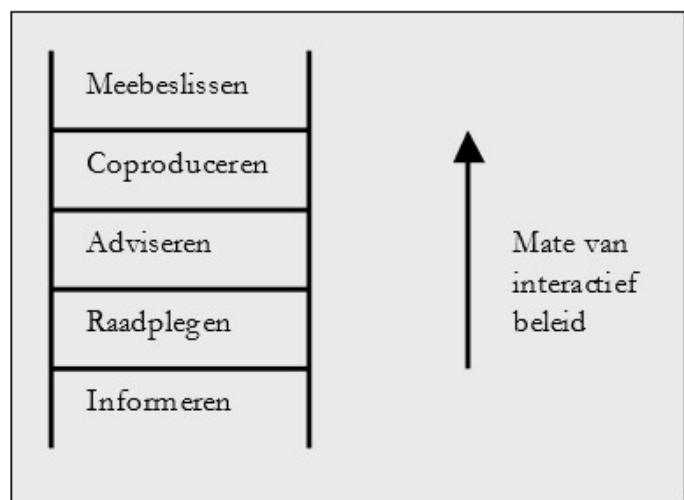 Meebeslissen
Coproduceren
Adviseren
Raadplegen
Informeren
Mate van
interactief
beleid